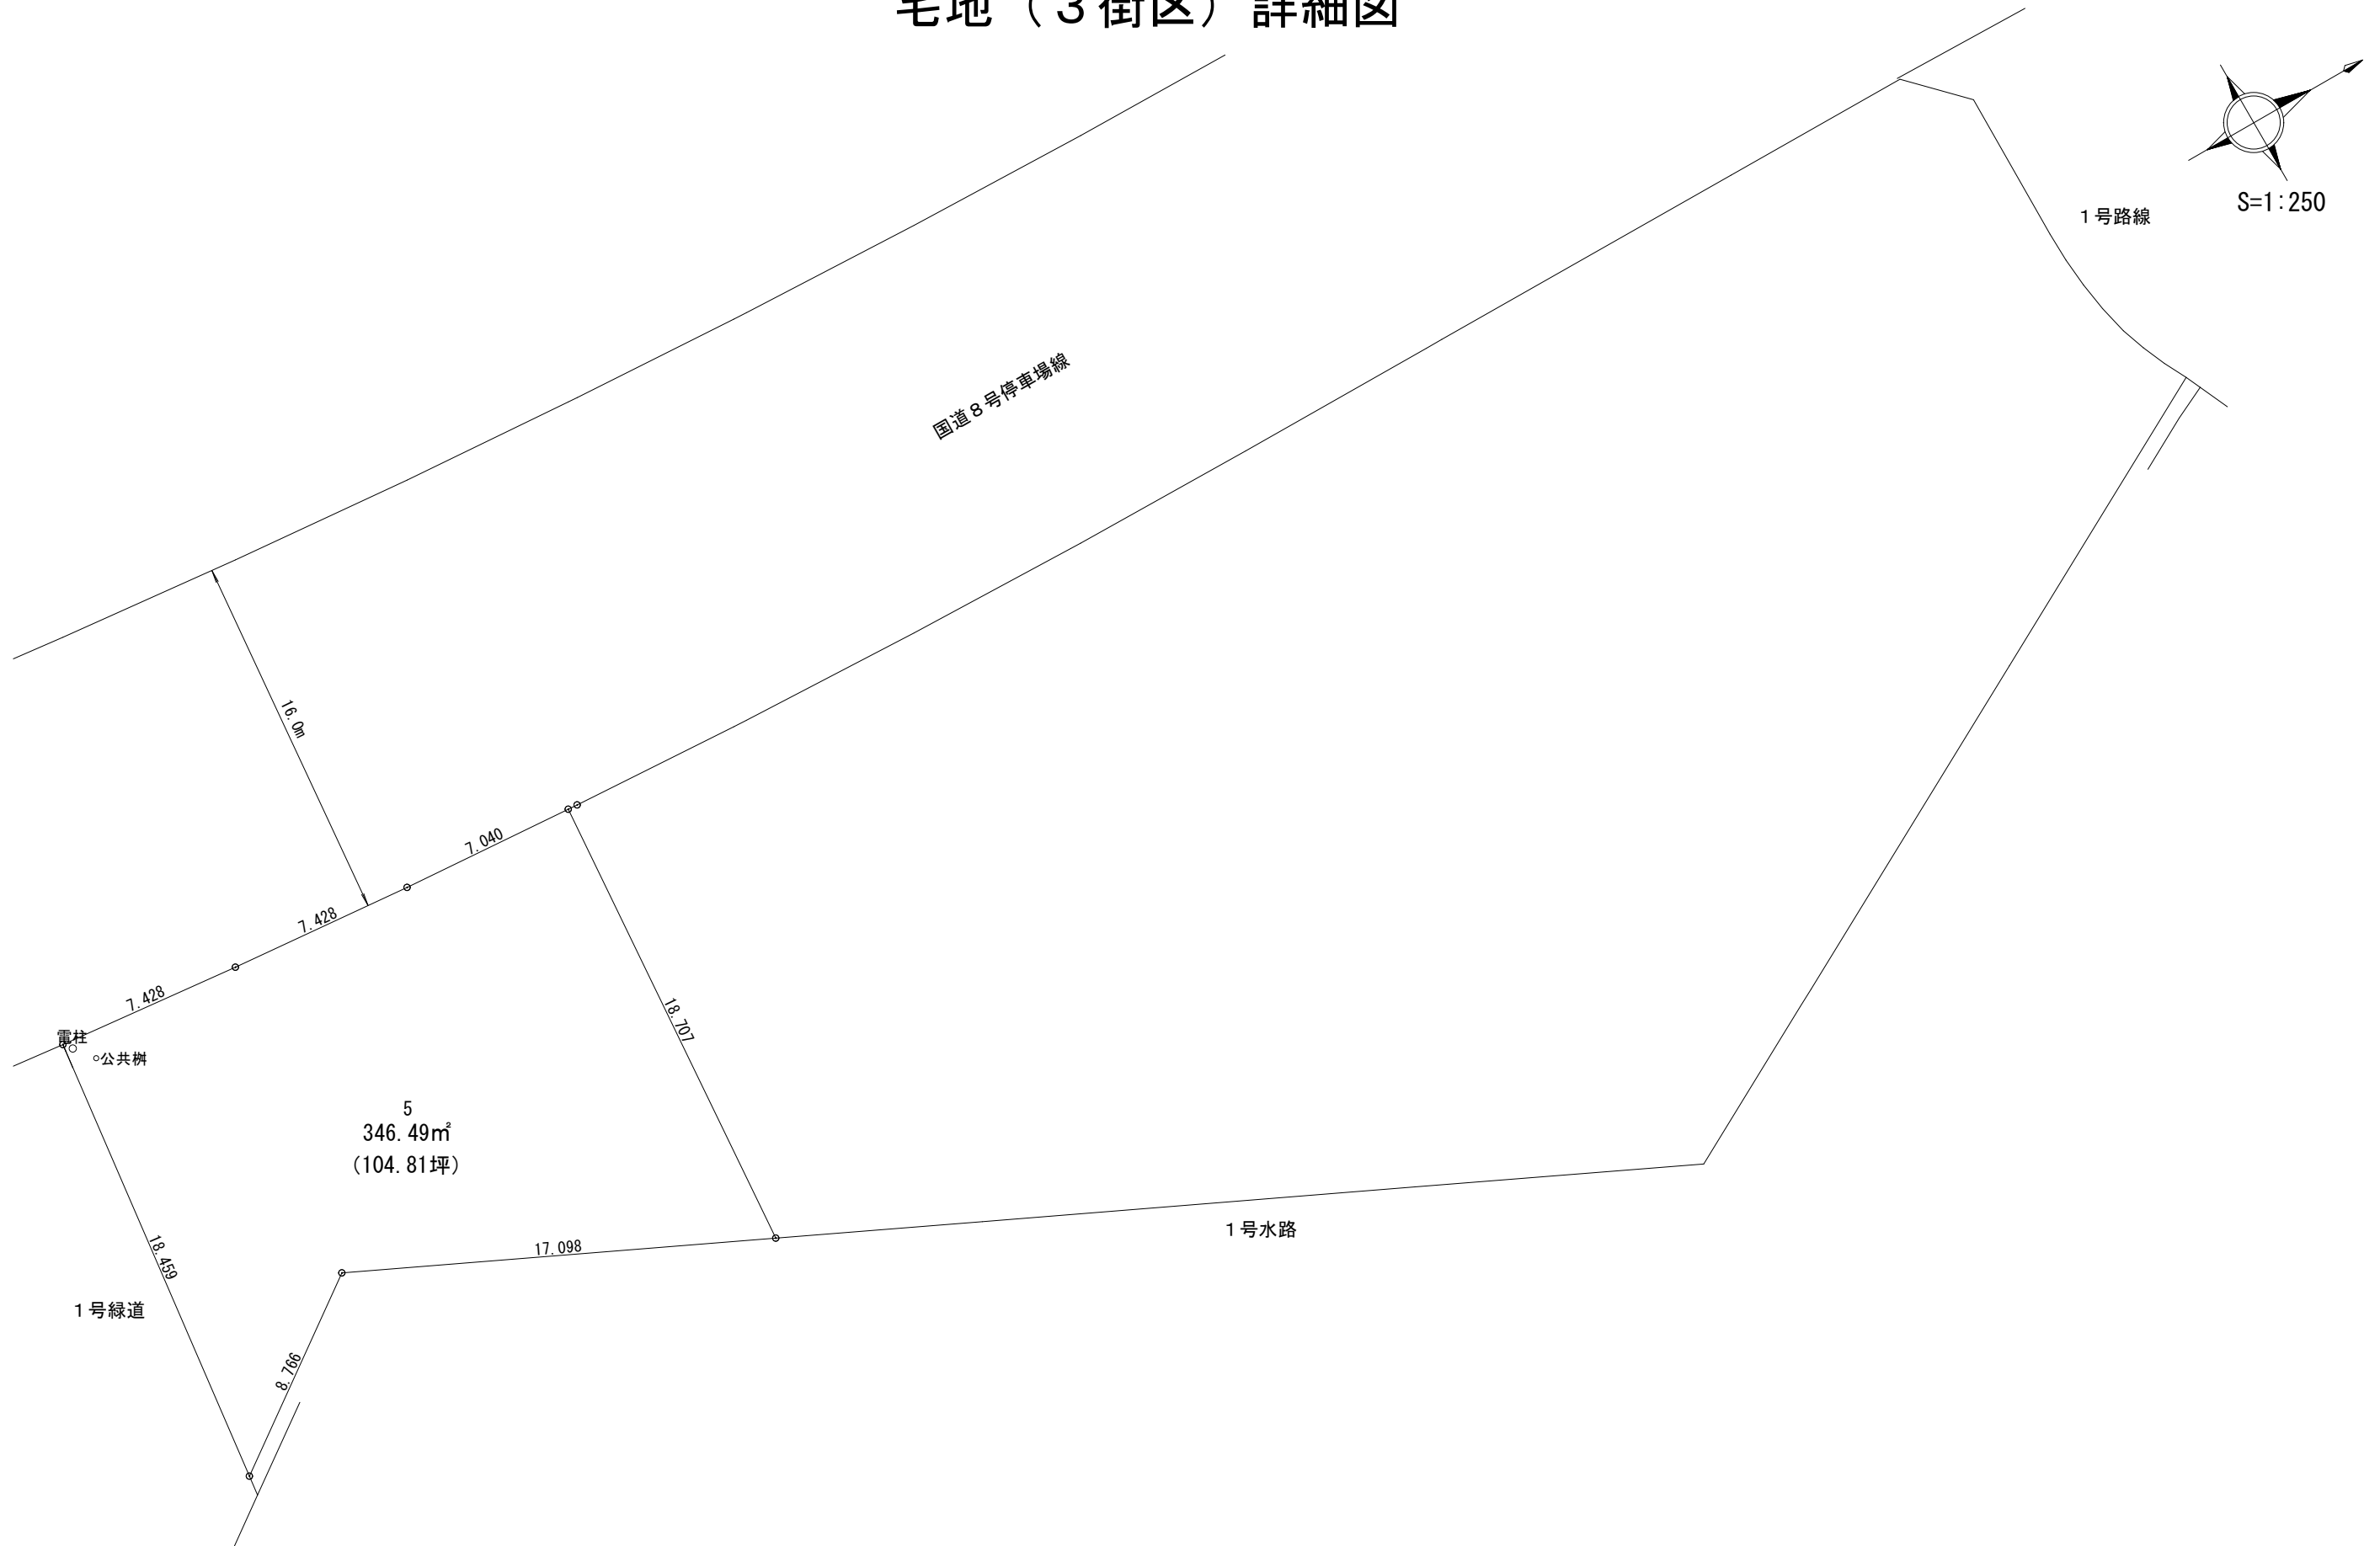 宅地（３街区）詳細図
１号路線
S=1:250
国道８号停車場線
16.0m
7.040
7.428
7.428
18.707
電柱
公共桝
5
346.49㎡
（104.81坪）
18.459
17.098
１号水路
１号緑道
8.766